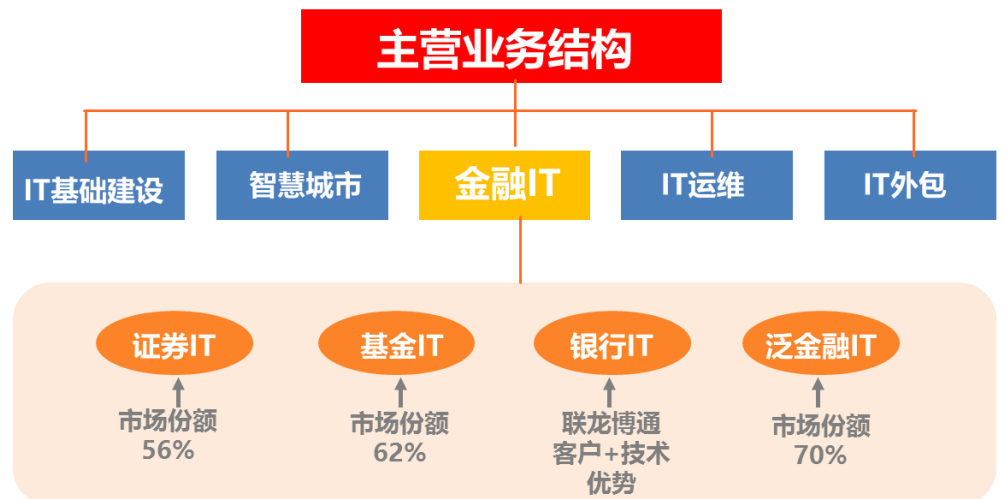 主营业务结构
IT基础建设
智慧城市
金融IT
IT运维
IT外包
证券IT
基金IT
银行IT
泛金融IT
市场份额
56%
市场份额
62%
联龙博通
客户+技术
优势
市场份额
70%